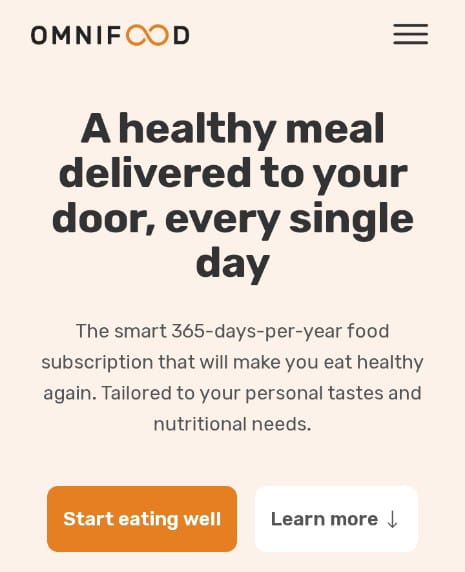 OMNIFOOD
A healthy meal
delivered to your
door, every single
day
The smart 365-days-per-year food
subscription that will make you eat healthy
again. Tailored to your personal tastes and
nutritional needs.
Start eating well
Learn more ↓